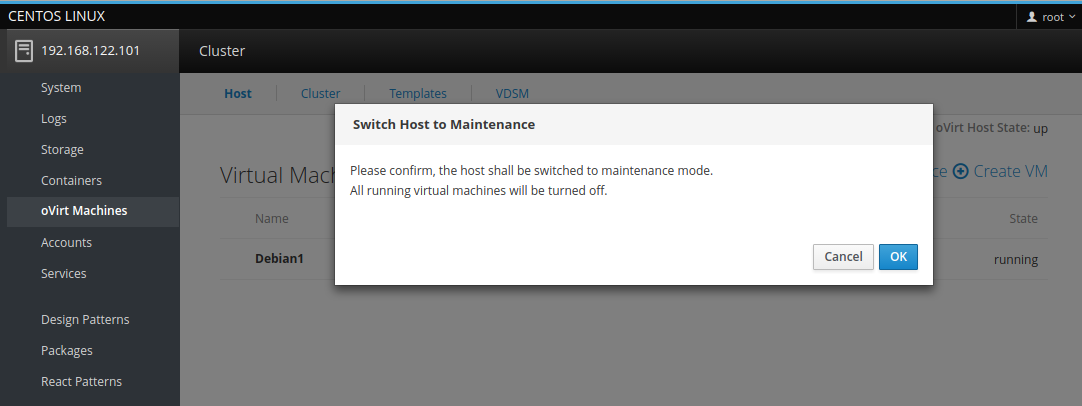 CENTOS LINUX
root
192.168.122.101
Cluster
System
Logs
Storage
Containers
oVirt Machines
Accounts
Services
Design Patterns
Packages
React Patterns
Host
Cluster
Templates
VDSM
oVirt Host State: up
Virtual
Create VM
Name
State
Debian1
running
Switch Host to Maintenance
Please confirm, the host shall be switched to maintenance mode.
All running virtual machines will be turned off.
Cancel
OK